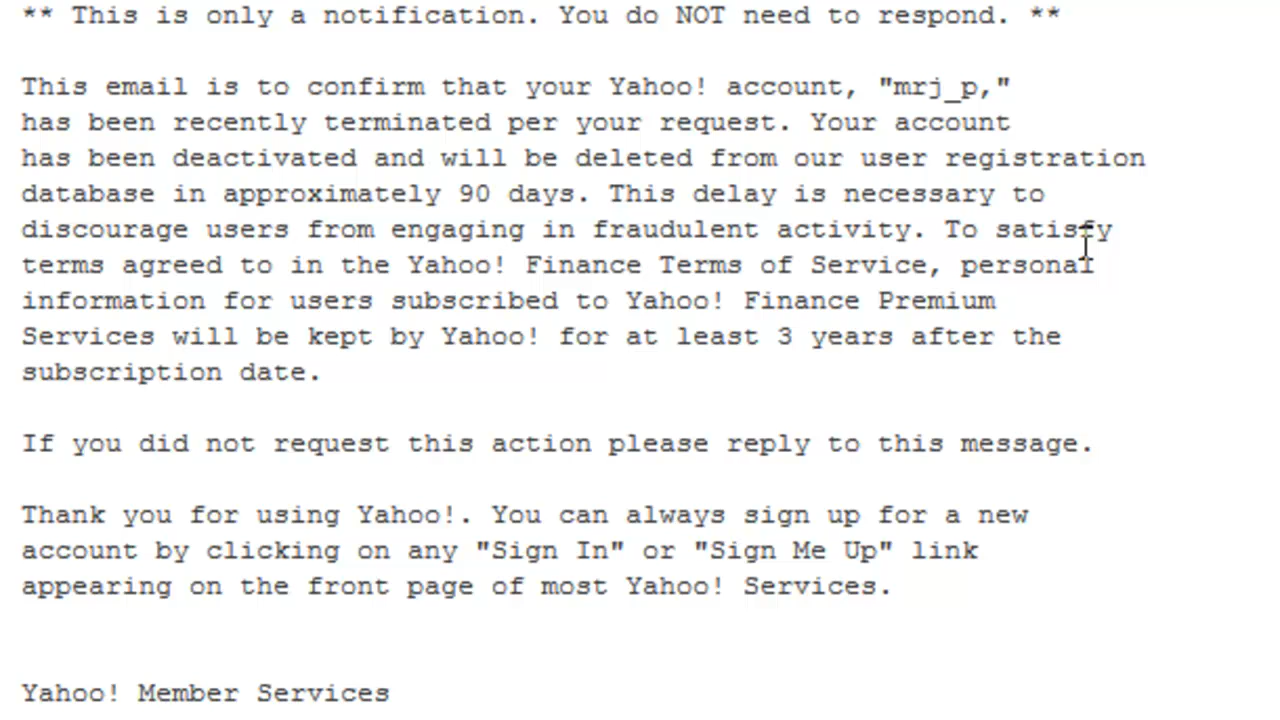 ** This is only a notification. You do NOT need to respond. **
This email is to confirm that your Yahoo! account, "mrj_p,"
has been recently terminated per your request. Your account
has been deactivated and will be deleted from our user registration
database in approximately 90 days. This delay is necessary to
discourage users from engaging in fraudulent activity. To satisfy
terms agreed to in the Yahoo! Finance Terms of Service, personal
information for users subscribed to Yahoo! Finance Premium
Services will be kept by Yahoo! for at least 3 years after the
subscription date.
If you did not request this action please reply to this message.
Thank you for using Yahoo!. You can always sign up for a new
account by clicking on any "Sign In" or "Sign Me Up" link
appearing on the front page of most Yahoo! Services.
Yahoo! Member Services